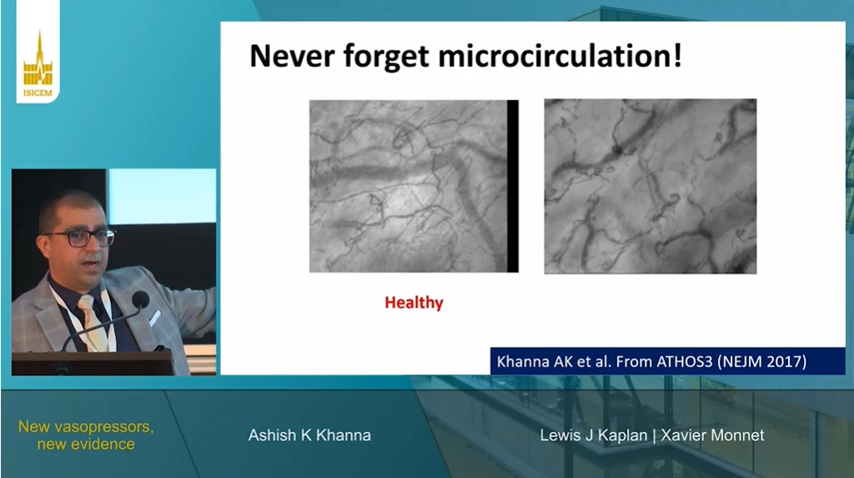 ISICEM
Never forget microcirculation!
Healthy
Khanna AK et al. From ATHOS3 (NEJM 2017)
New vasopressors,
new evidence
Ashish K Khanna
Lewis J Kaplan | Xavier Monnet